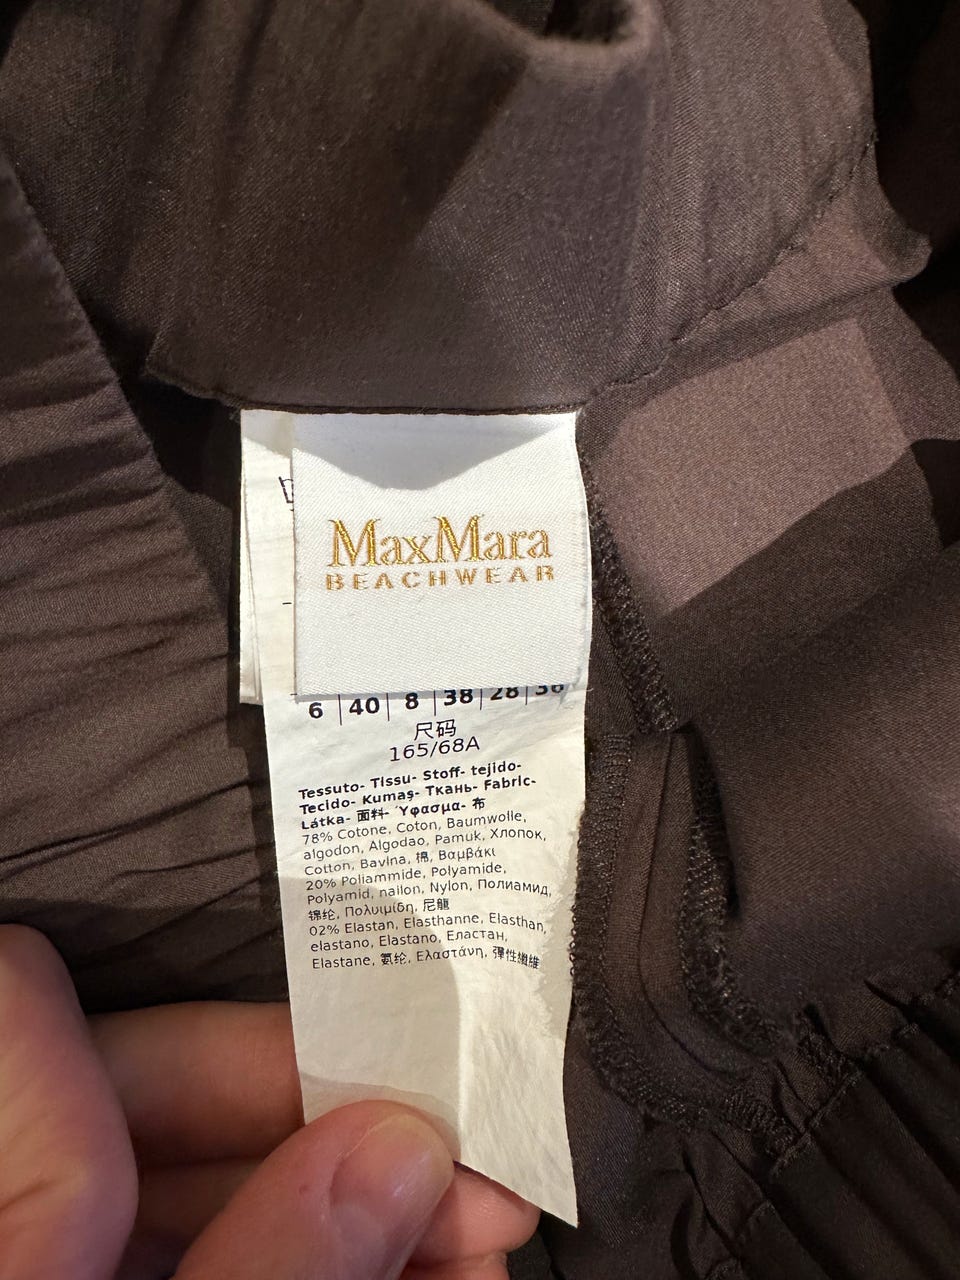 MaxMara
BEACHWEAR
6 | 40 | 8 | 38 | 28 | 36
尺码
165/68A
Tessuto- Tissu- Stoff- tejido-
Tecido- Kumaş- Ткань- Fabric-
Látka- 面料- Ύφασμα- 布
78% Cotone, Coton, Baumwolle,
algodon, Algodao, Pamuk, Хлопок,
Cotton, Bavlna, 棉, Βαμβάκι
20% Poliammide, Polyamide,
Polyamid, nailon, Nylon, Полиамид,
锦纶, Πολυιμίδη, 尼龍
02% Elastan, Elasthanne, Elasthan,
elastano, Elastano, Еластан,
Elastane, 氨纶, Ελαστάνη, 彈性纖維